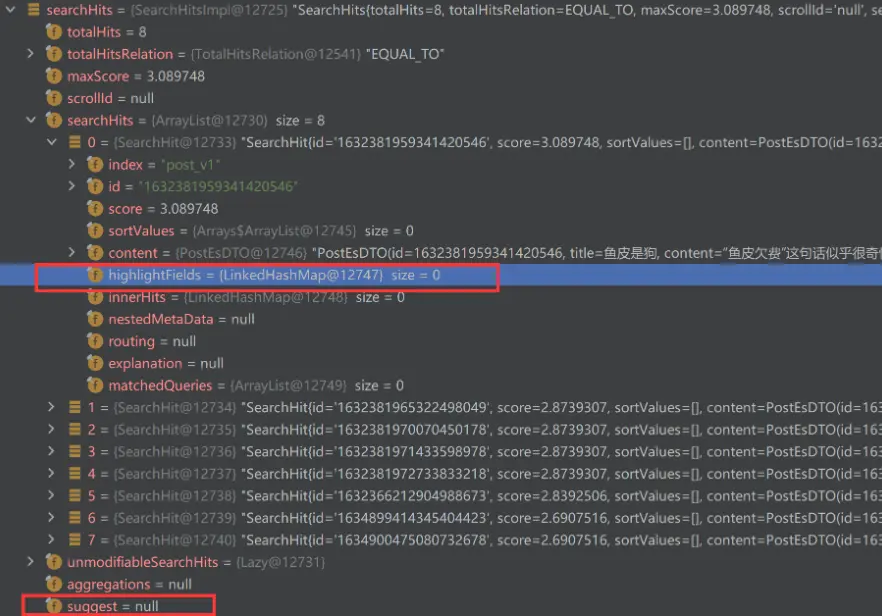 searchHits = {SearchHitsImpl@12725} "SearchHits{totalHits=8, totalHitsRelation=EQUAL_TO, maxScore=3.089748, scrollId='null', se
totalHits = 8
totalHitsRelation = {TotalHitsRelation@12541} "EQUAL_TO"
maxScore = 3.089748
scrollId = null
searchHits = {ArrayList@12730} size = 8
0 = {SearchHit@12733} "SearchHit{id='1632381959341420546', score=3.089748, sortValues=[], content=PostEsDTO(id=1632
index = "post_v1"
id = "1632381959341420546"
score = 3.089748
sortValues = {Arrays$ArrayList@12745} size = 0
content = {PostEsDTO@12746} "PostEsDTO(id=1632381959341420546, title=鱼皮是狗, content="鱼皮欠费"这句话似乎很奇
highlightFields = {LinkedHashMap@12747} size = 0
innerHits = {LinkedHashMap@12748} size = 0
nestedMetaData = null
routing = null
explanation = null
matchedQueries = {ArrayList@12749} size = 0
1 = {SearchHit@12734} "SearchHit{id='1632381965322498049', score=2.8739307, sortValues=[], content=PostEsDTO(id=163
2 = {SearchHit@12735} "SearchHit{id='1632381970070450178', score=2.8739307, sortValues=[], content=PostEsDTO(id=163
3 = {SearchHit@12736} "SearchHit{id='1632381971433598978', score=2.8739307, sortValues=[], content=PostEsDTO(id=163
4 = {SearchHit@12737} "SearchHit{id='1632381972733833218', score=2.8739307, sortValues=[], content=PostEsDTO(id=163
5 = {SearchHit@12738} "SearchHit{id='1632366212904988673', score=2.8392506, sortValues=[], content=PostEsDTO(id=163
6 = {SearchHit@12739} "SearchHit{id='1634899414345404423', score=2.6907516, sortValues=[], content=PostEsDTO(id=163
7 = {SearchHit@12740} "SearchHit{id='1634900475080732678', score=2.6907516, sortValues=[], content=PostEsDTO(id=163
unmodifiableSearchHits = {Lazy@12731}
aggregations = null
suggest = null